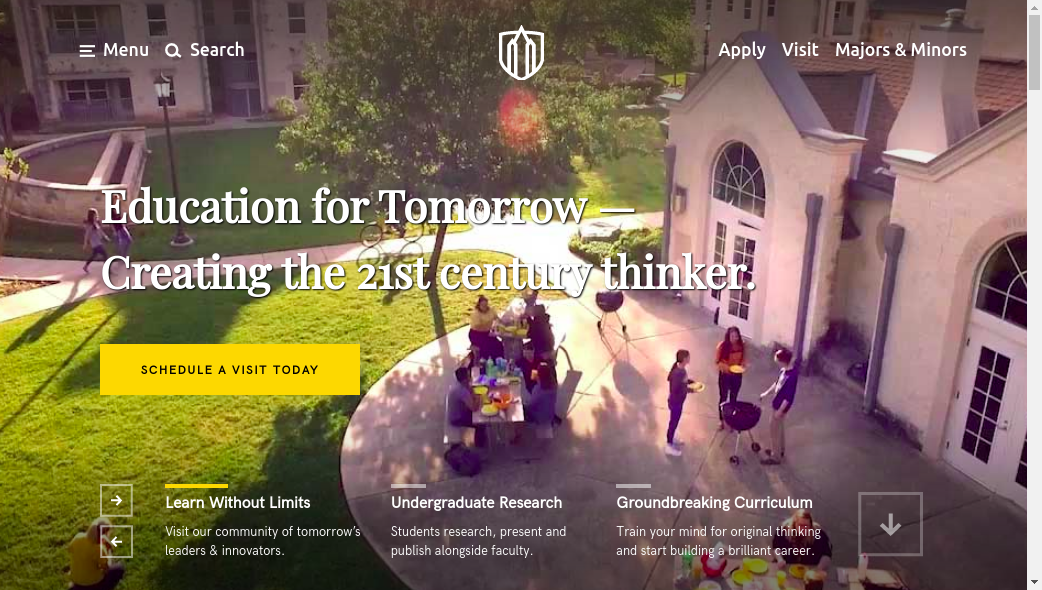 Menu Search Apply Visit Majors & Minors
Education for Tomorrow —
Creating the 21st century thinker.
SCHEDULE A VISIT TODAY
Learn Without Limits
Visit our community of tomorrow’s
leaders & innovators.
Undergraduate Research
Students research, present and
publish alongside faculty.
Groundbreaking Curriculum
Train your mind for original thinking
and start building a brilliant career.